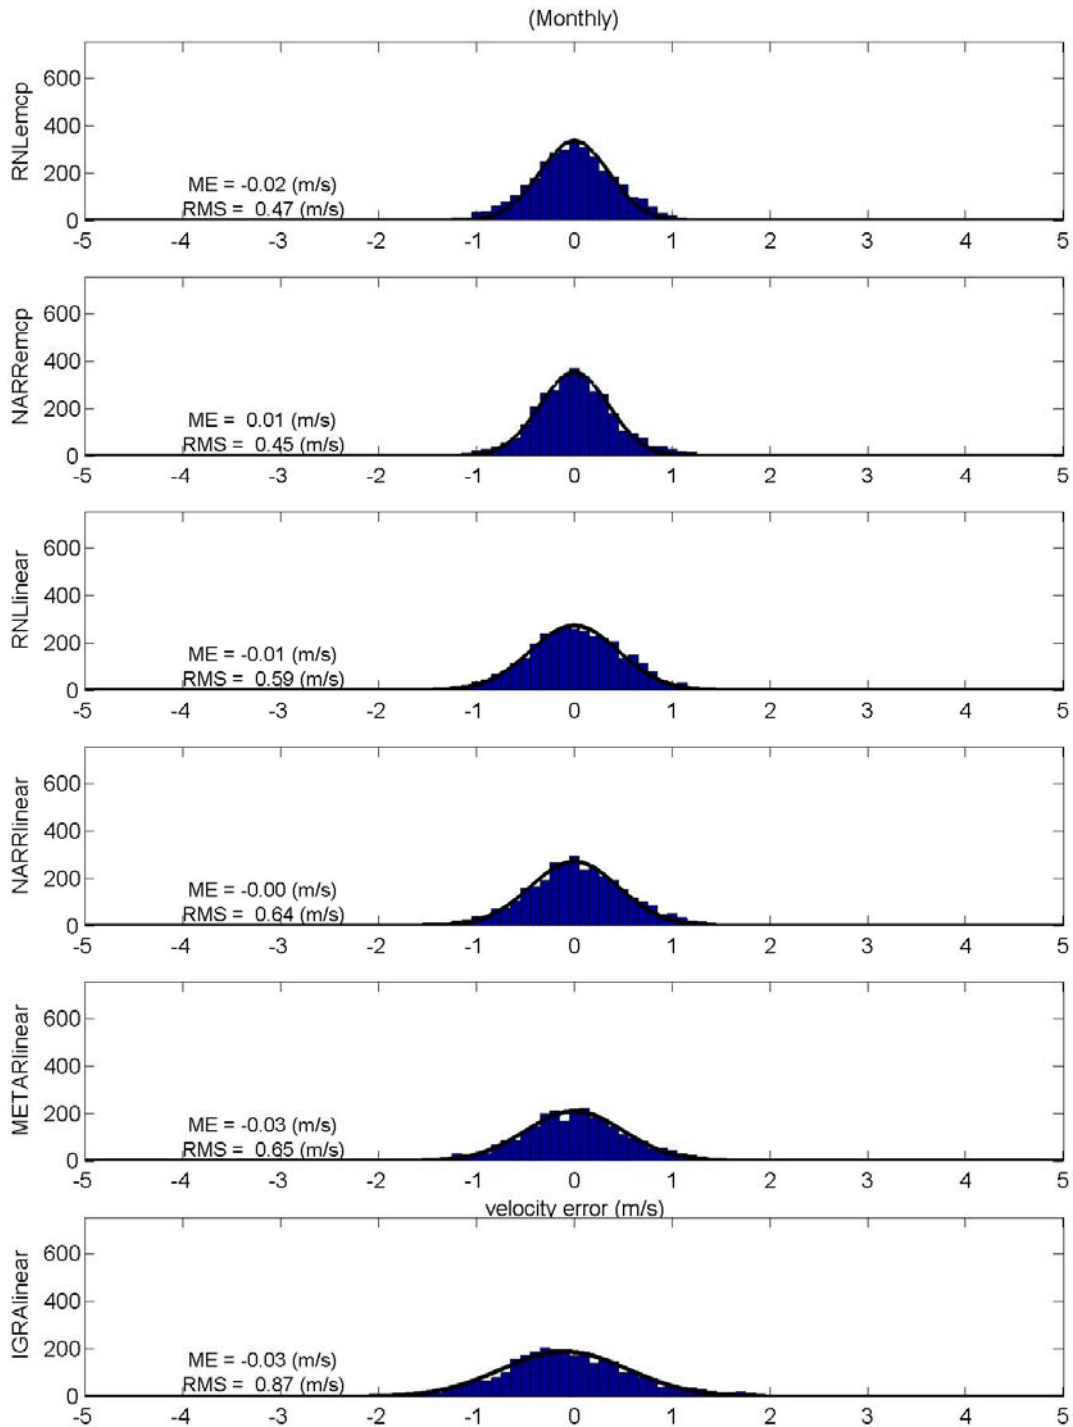 (Monthly)
RNLemcp
600
400
200
0
ME = -0.02 (m/s)
RMS = 0.47 (m/s)
-5 -4 -3 -2 -1 0 1 2 3 4 5
NARRemcp
600
400
200
0
ME = 0.01 (m/s)
RMS = 0.45 (m/s)
-5 -4 -3 -2 -1 0 1 2 3 4 5
RNLlinear
600
400
200
0
ME = -0.01 (m/s)
RMS = 0.59 (m/s)
-5 -4 -3 -2 -1 0 1 2 3 4 5
NARRlinear
600
400
200
0
ME = -0.00 (m/s)
RMS = 0.64 (m/s)
-5 -4 -3 -2 -1 0 1 2 3 4 5
METARlinear
600
400
200
0
ME = -0.03 (m/s)
RMS = 0.65 (m/s)
-5 -4 -3 -2 -1 0 1 2 3 4 5
velocity error (m/s)
IGRAlinear
600
400
200
0
ME = -0.03 (m/s)
RMS = 0.87 (m/s)
-5 -4 -3 -2 -1 0 1 2 3 4 5